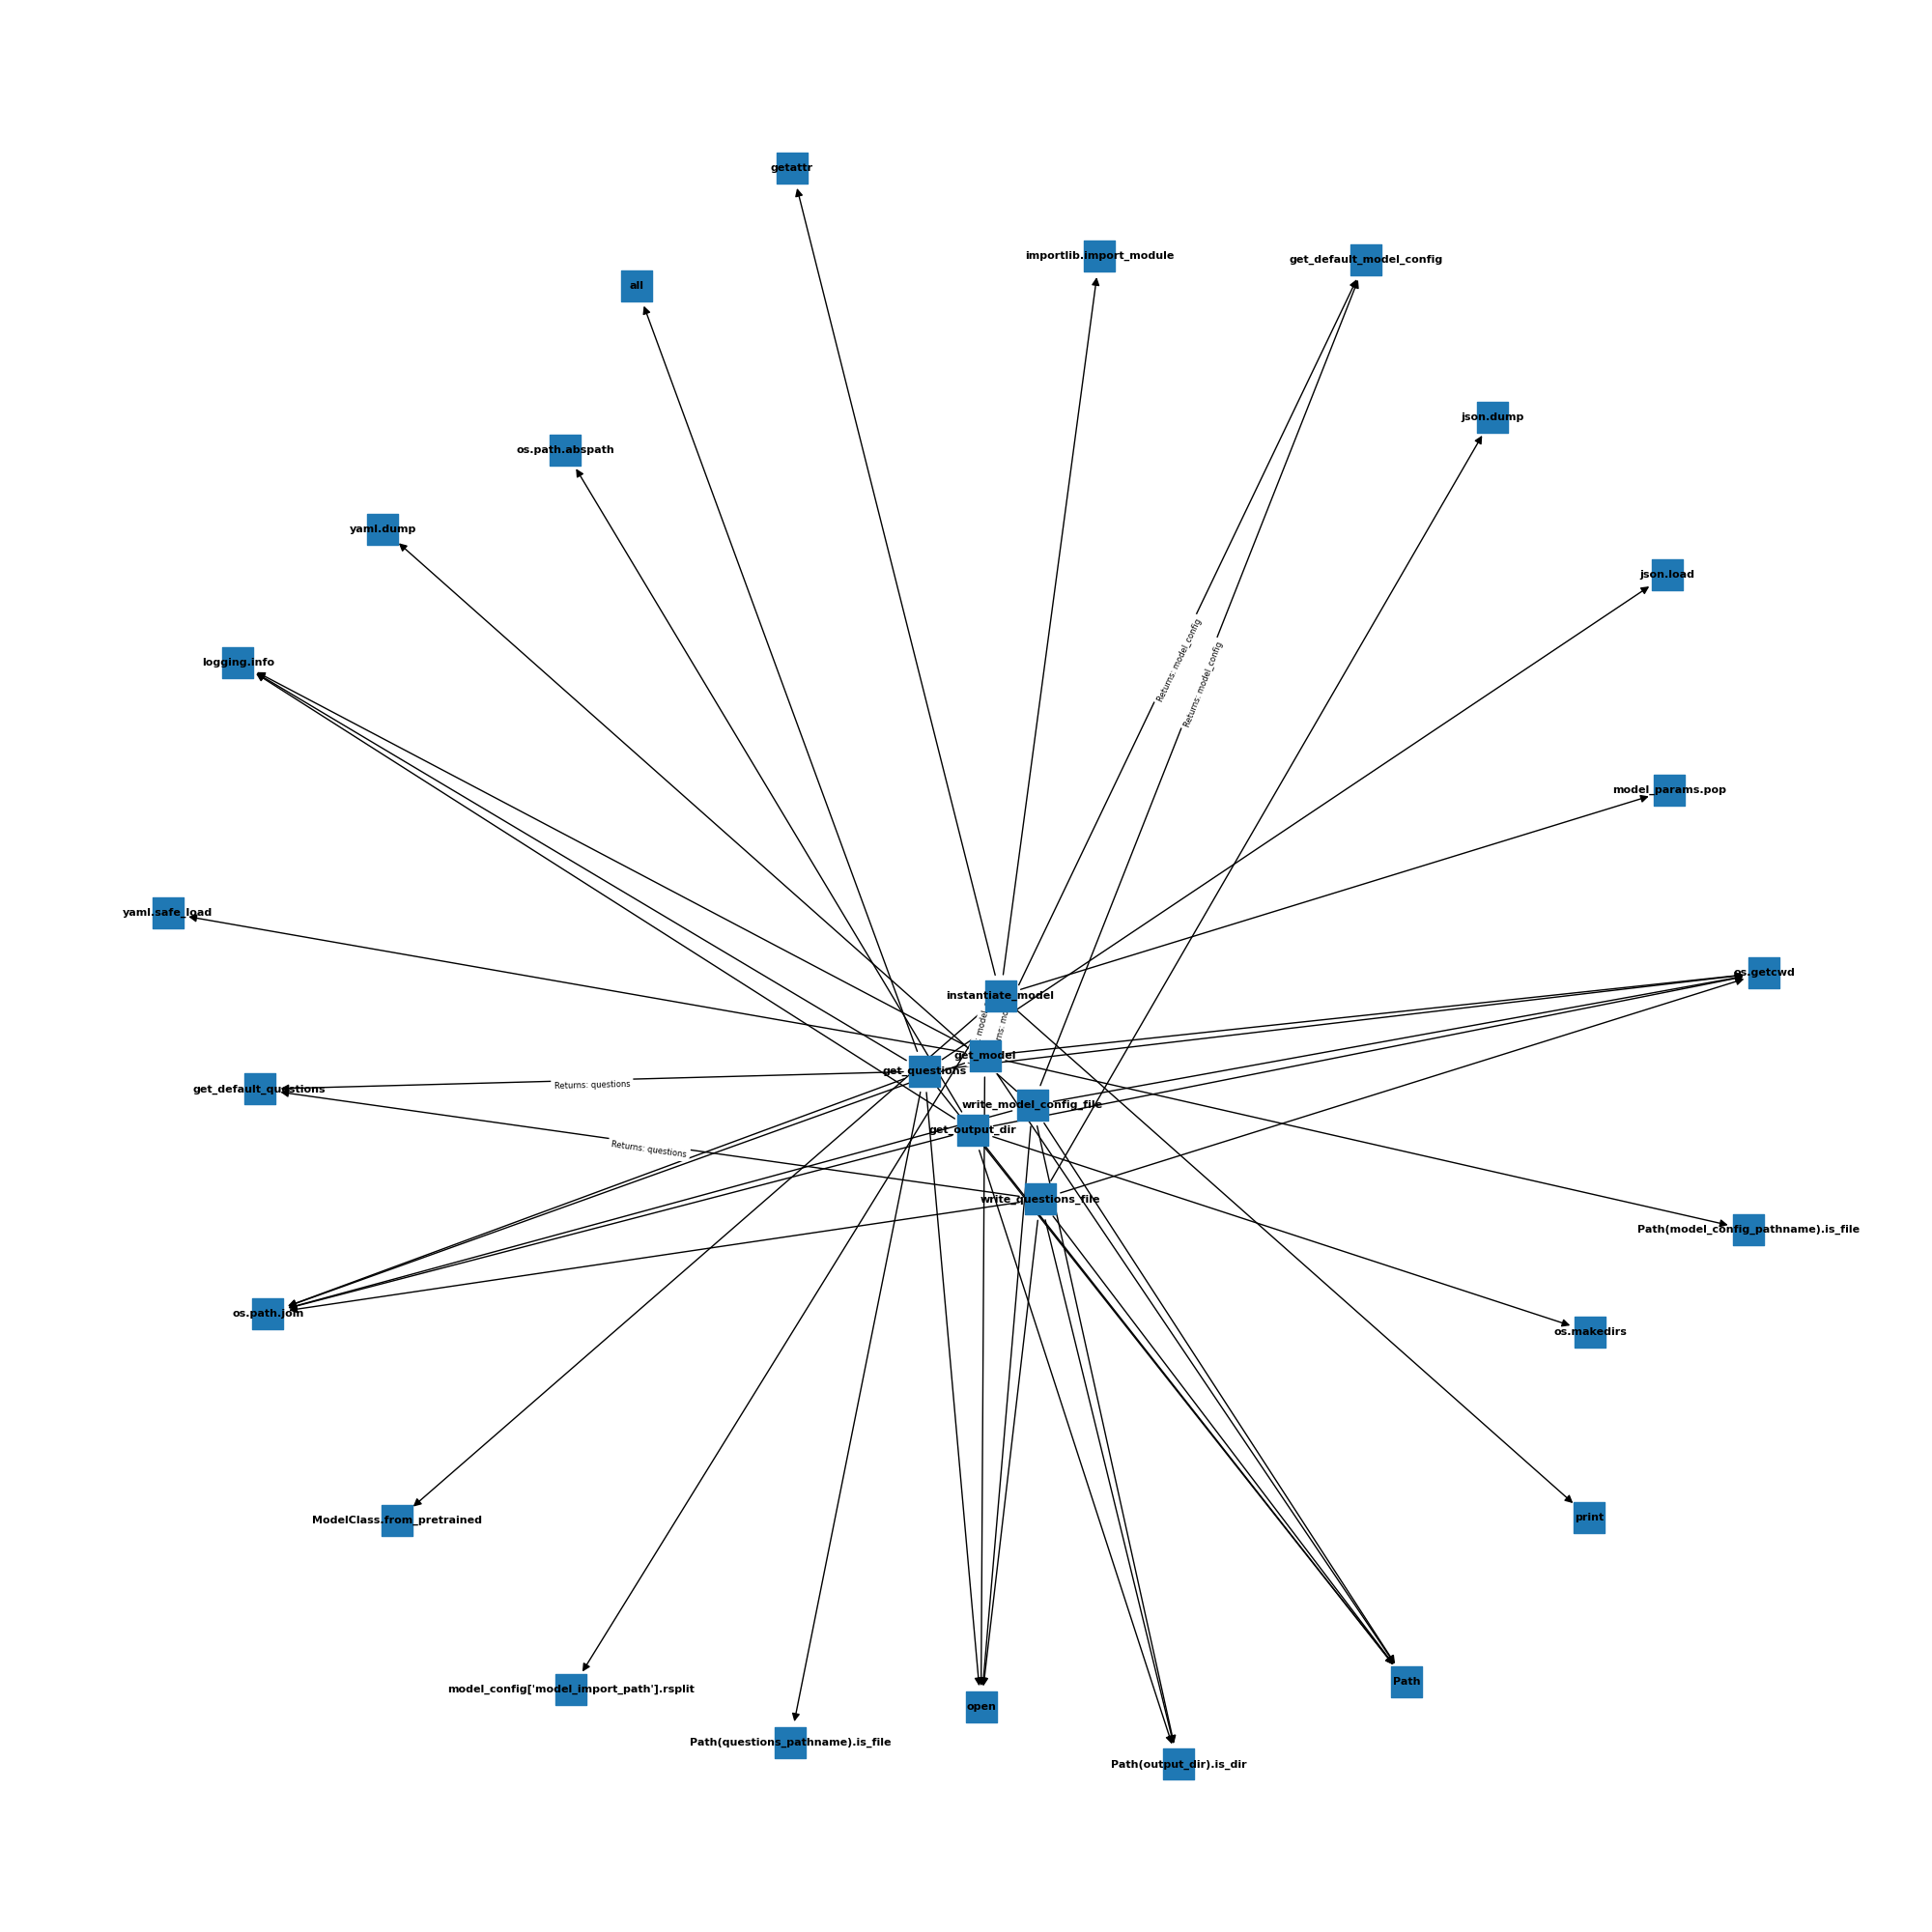 getattr
importlib.import_module
get_default_model_config
all
json.dump
os.path.abspath
yaml.dump
json.load
Returns: model_config
logging.info
Returns: model_config
model_params.pop
yaml.safe_load
os.getcwd
instantiate_model
get_model
get_questions
Returns: questions
get_default_questions
write_model_config_file
get_output_dir
Returns: questions
write_questions_file
Path(model_config_pathname).is_file
os.path.join
os.makedirs
ModelClass.from_pretrained
print
Path
model_config['model_import_path'].rsplit
open
Path(questions_pathname).is_file
Path(output_dir).is_dir